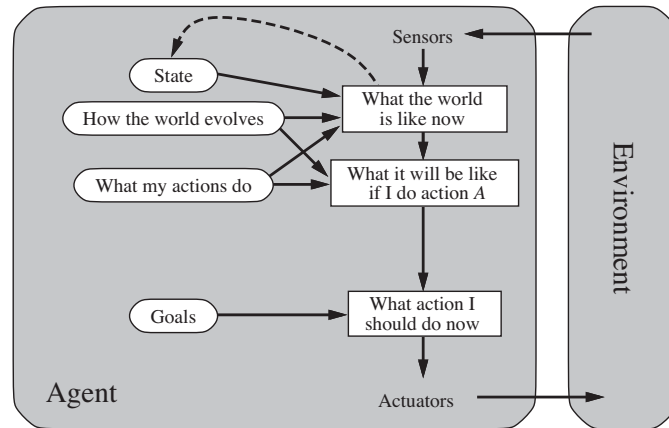 Sensors
State
What the world
is like now
How the world evolves
What it will be like
if I do action A
What my actions do
Environment
Goals
What action I
should do now
Agent
Actuators